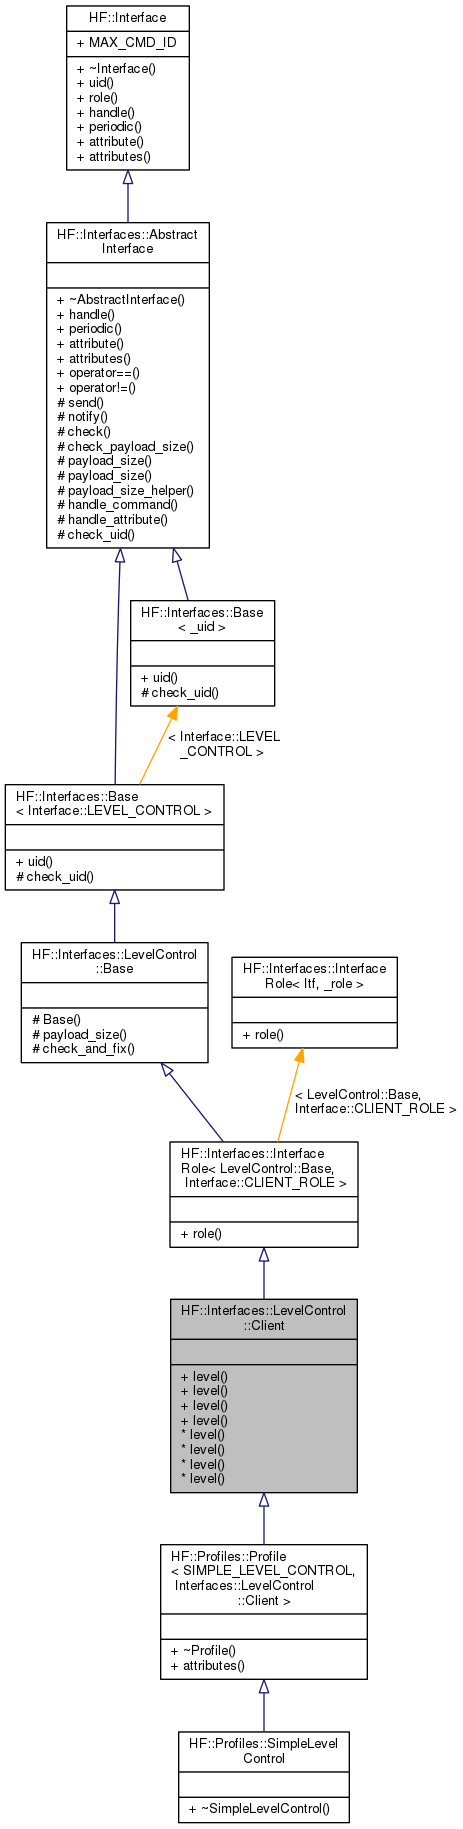 HF::Interface
+ MAX_CMD_ID
+ ~Interface()
+ uid()
+ role()
+ handle()
+ periodic()
+ attribute()
+ attributes()
HF::Interfaces::Abstract
Interface
+ ~AbstractInterface()
+ handle()
+ periodic()
+ attribute()
+ attributes()
+ operator==()
+ operator!=()
# send()
# notify()
# check()
# check_payload_size()
# payload_size()
# payload_size()
# payload_size_helper()
# handle_command()
# handle_attribute()
# check_uid()
HF::Interfaces::Base
< _uid >
+ uid()
# check_uid()
< Interface::LEVEL
_CONTROL >
HF::Interfaces::Base
< Interface::LEVEL_CONTROL >
+ uid()
# check_uid()
HF::Interfaces::LevelControl
::Base
# Base()
# payload_size()
# check_and_fix()
HF::Interfaces::Interface
Role< Itf, _role >
+ role()
< LevelControl::Base,
Interface::CLIENT_ROLE >
HF::Interfaces::Interface
Role< LevelControl::Base,
Interface::CLIENT_ROLE >
+ role()
HF::Interfaces::LevelControl
::Client
+ level()
+ level()
+ level()
+ level()
* level()
* level()
* level()
* level()
HF::Profiles::Profile
< SIMPLE_LEVEL_CONTROL,
Interfaces::LevelControl
::Client >
+ ~Profile()
+ attributes()
HF::Profiles::SimpleLevel
Control
+ ~SimpleLevelControl()